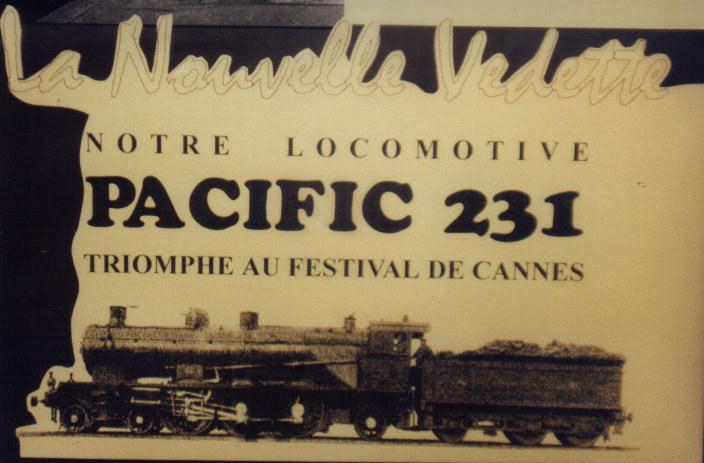 La Nouvelle Vedette
NOTRE LOCOMOTIVE
PACIFIC 231
TRIOMPHE AU FESTIVAL DE CANNES